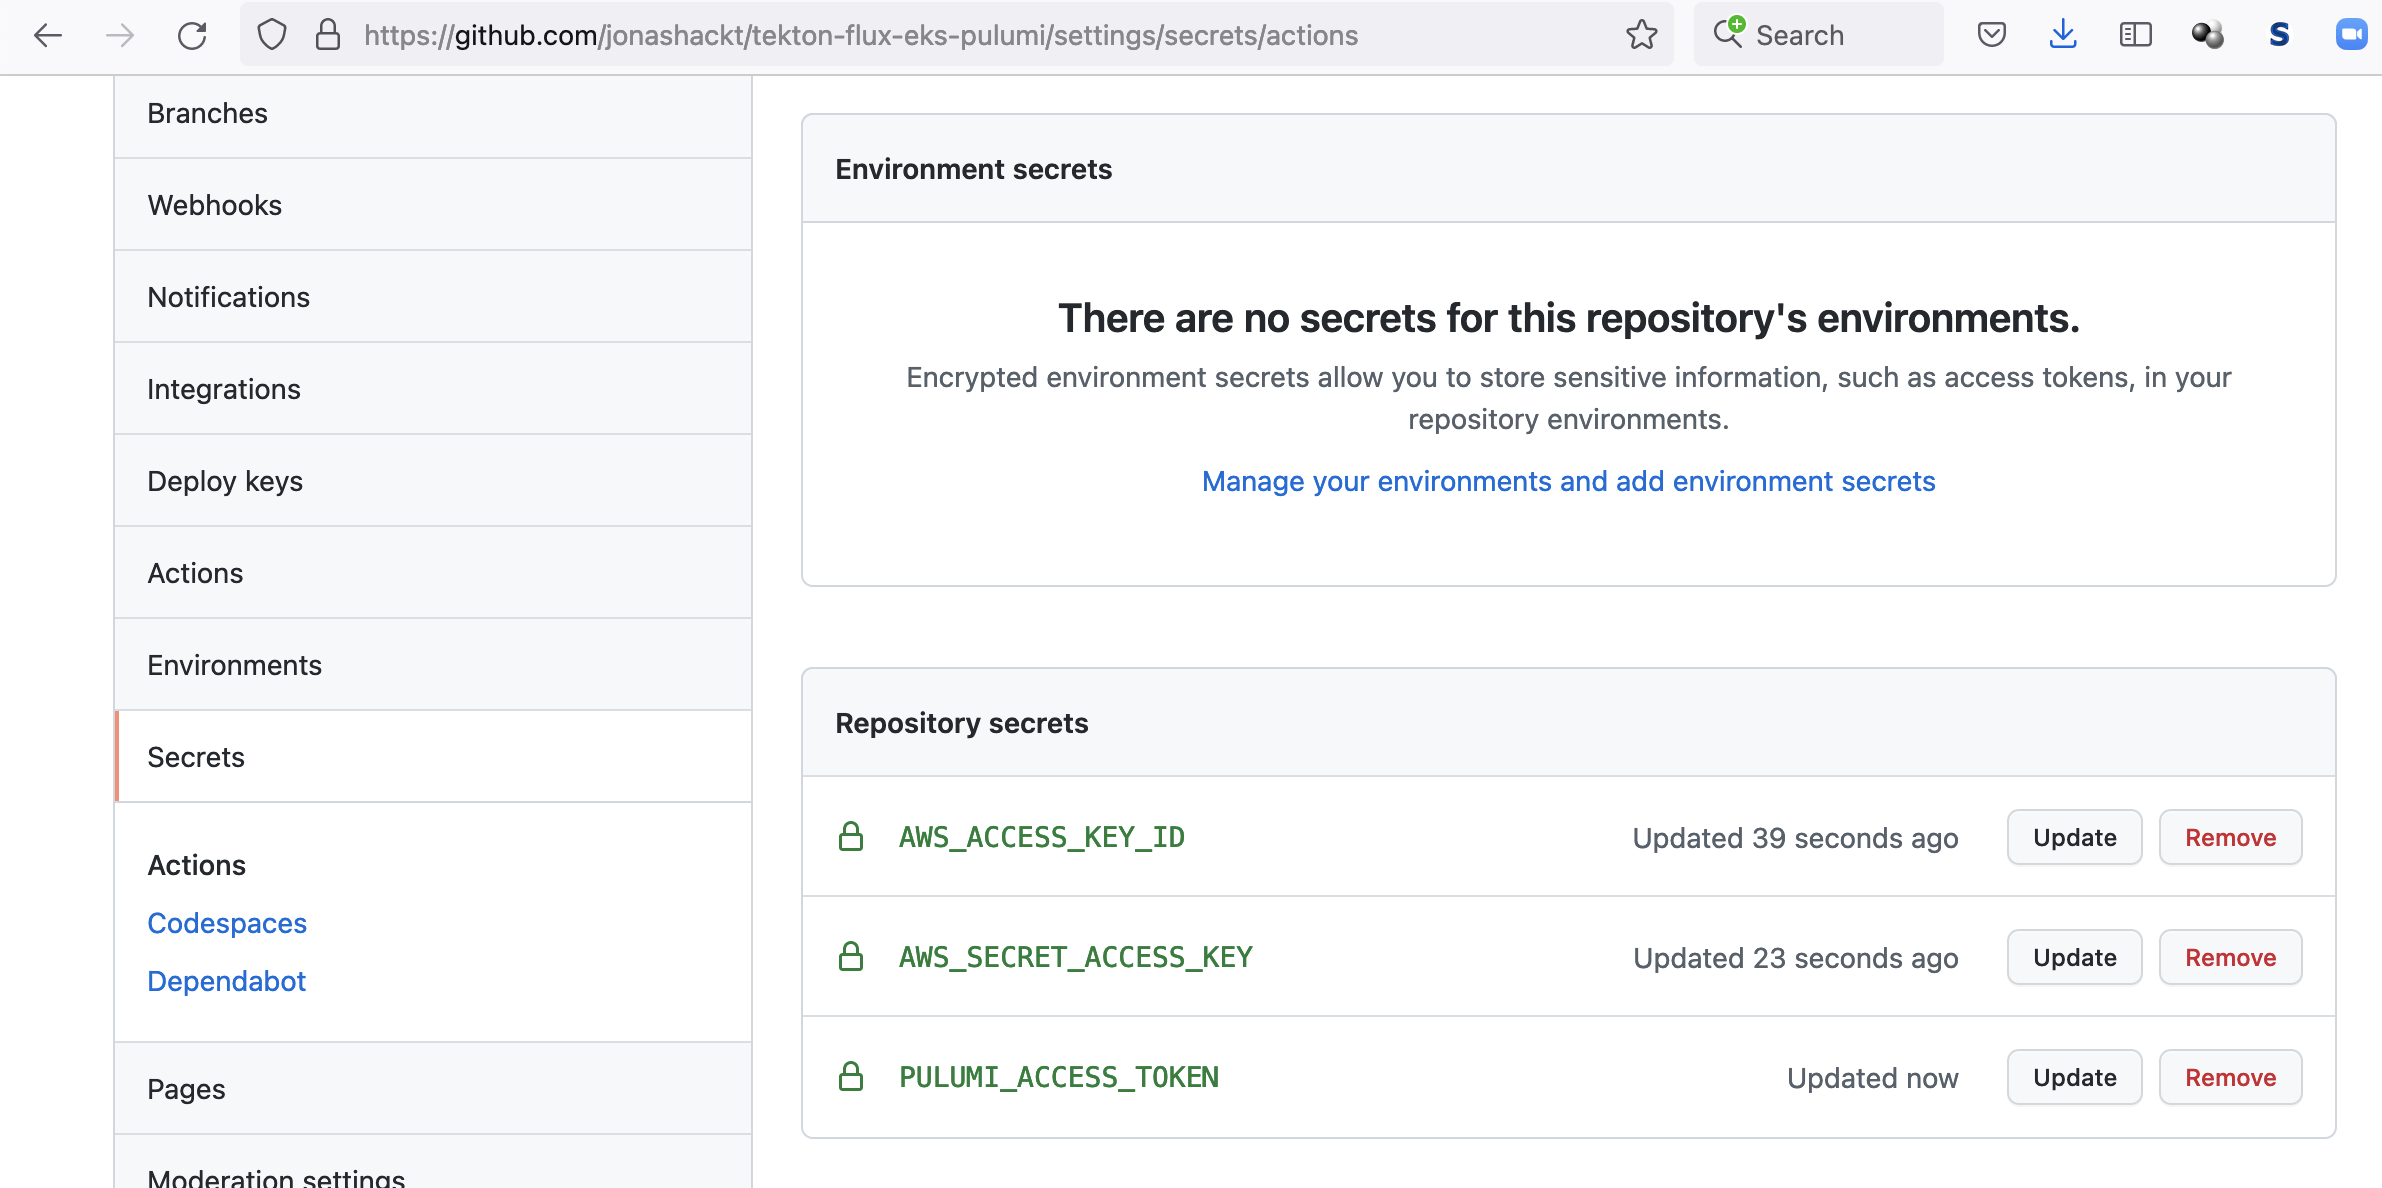 https://github.com/jonashackt/tekton-flux-eks-pulumi/settings/secrets/actions
Search
S
Branches
Webhooks
Notifications
Integrations
Deploy keys
Actions
Environments
Secrets
Actions
Codespaces
Dependabot
Pages
Moderation settings
Environment secrets
There are no secrets for this repository's environments.
Encrypted environment secrets allow you to store sensitive information, such as access tokens, in your
repository environments.
Manage your environments and add environment secrets
Repository secrets
AWS_ACCESS_KEY_ID Updated 39 seconds ago Update Remove
AWS_SECRET_ACCESS_KEY Updated 23 seconds ago Update Remove
PULUMI_ACCESS_TOKEN Updated now Update Remove